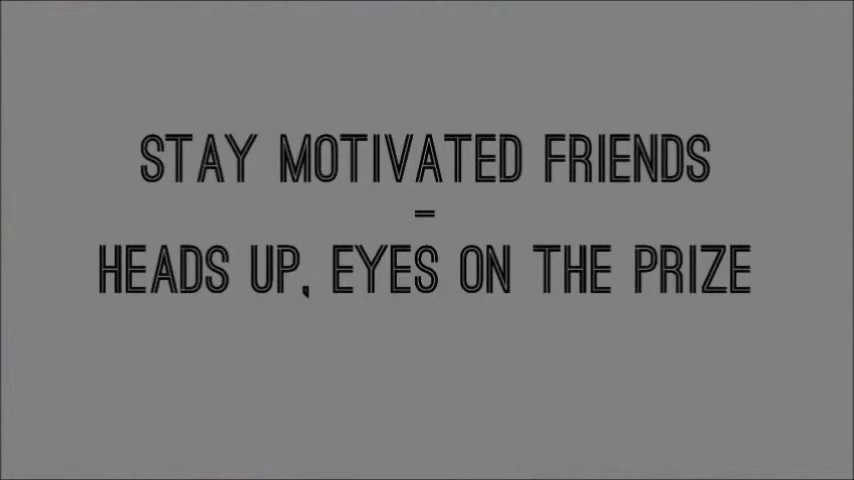 STAY MOTIVATED FRIENDS
–
HEADS UP, EYES ON THE PRIZE